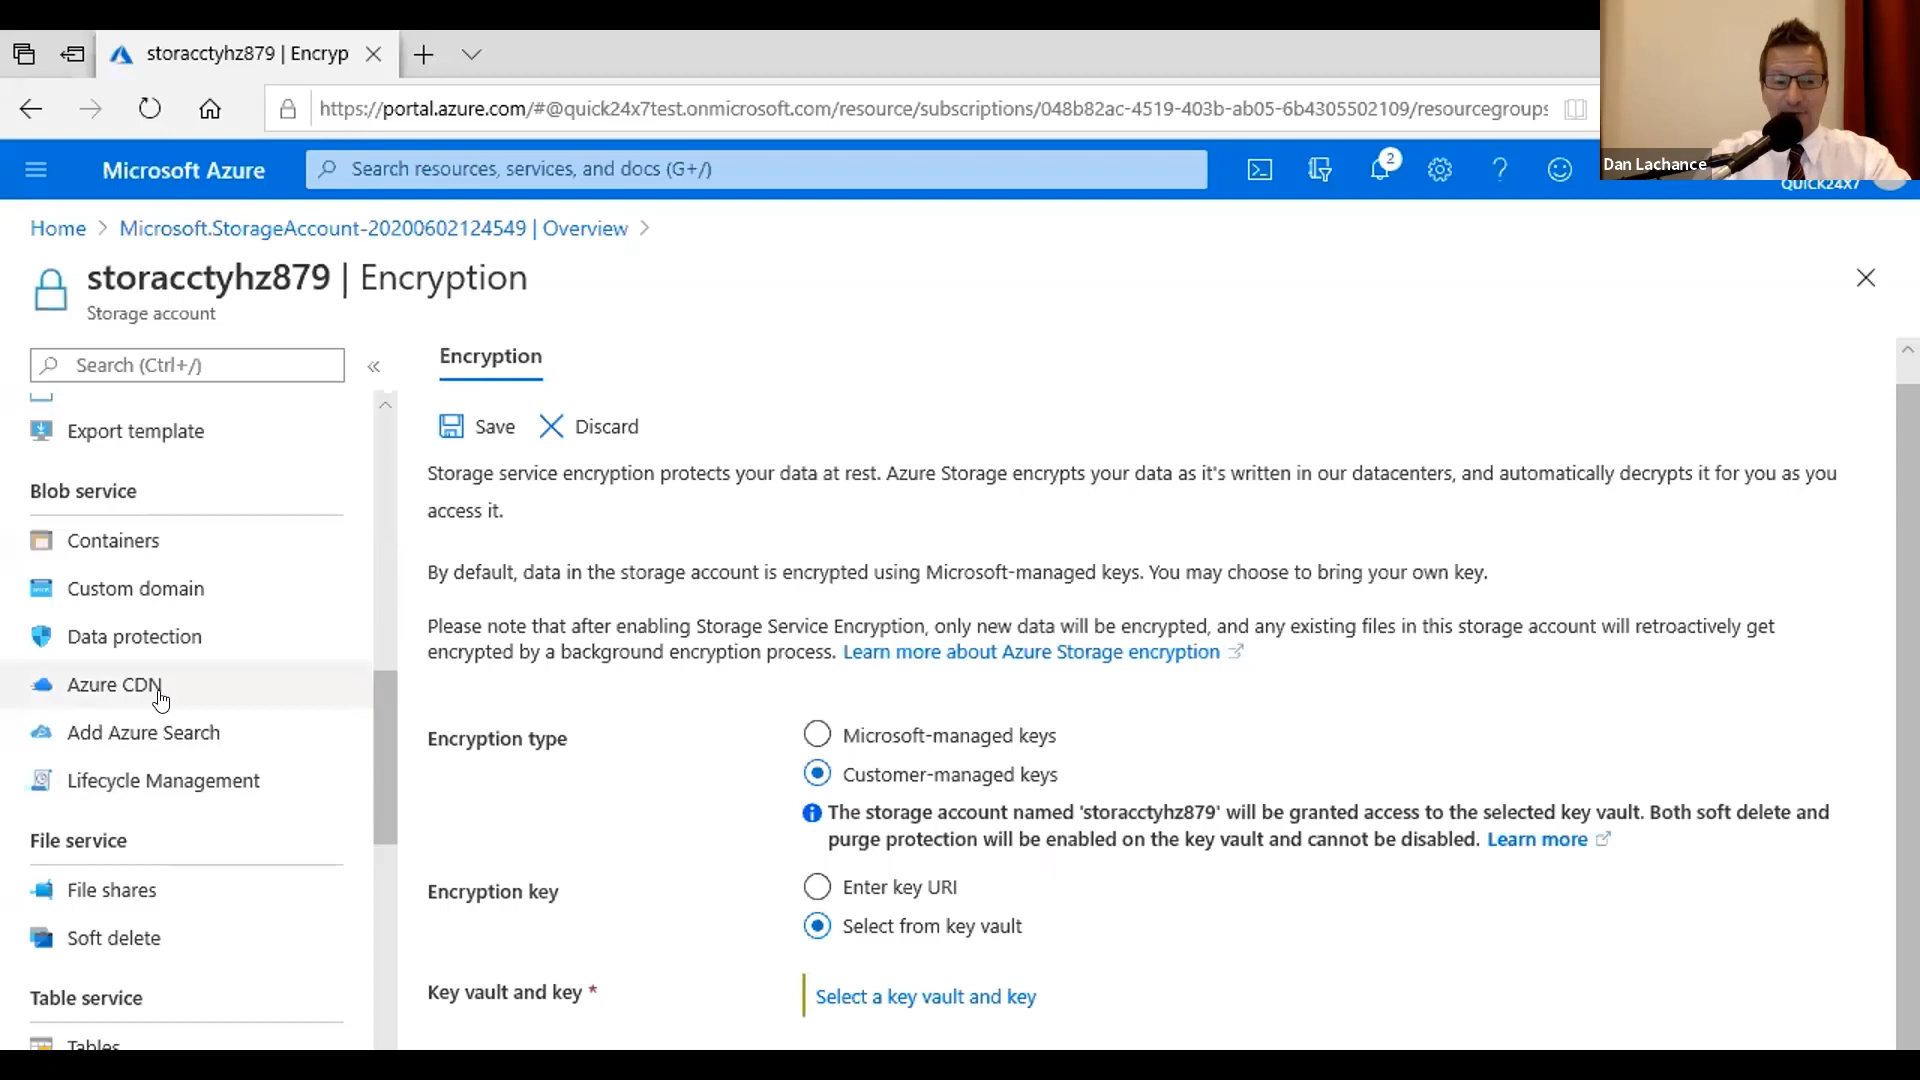 storacctyhz879 | Encryp
https://portal.azure.com/#@quick24x7test.onmicrosoft.com/resource/subscriptions/048b82ac-4519-403b-ab05-6b4305502109/resourcegroups
Dan Lachance
Microsoft Azure
Search resources, services, and docs (G+/)
2
QUICK24X7
Home > Microsoft.StorageAccount-20200602124549 | Overview >
storacctyhz879 | Encryption
Storage account
Search (Ctrl+/)
«
Export template
Blob service
Containers
Custom domain
Data protection
Azure CDN
Add Azure Search
Lifecycle Management
File service
File shares
Soft delete
Table service
Tables
Encryption
Save
Discard
Storage service encryption protects your data at rest. Azure Storage encrypts your data as it's written in our datacenters, and automatically decrypts it for you as you
access it.
By default, data in the storage account is encrypted using Microsoft-managed keys. You may choose to bring your own key.
Please note that after enabling Storage Service Encryption, only new data will be encrypted, and any existing files in this storage account will retroactively get
encrypted by a background encryption process. Learn more about Azure Storage encryption
Encryption type
Microsoft-managed keys
Customer-managed keys
The storage account named 'storacctyhz879' will be granted access to the selected key vault. Both soft delete and
purge protection will be enabled on the key vault and cannot be disabled. Learn more
Encryption key
Enter key URI
Select from key vault
Key vault and key *
Select a key vault and key